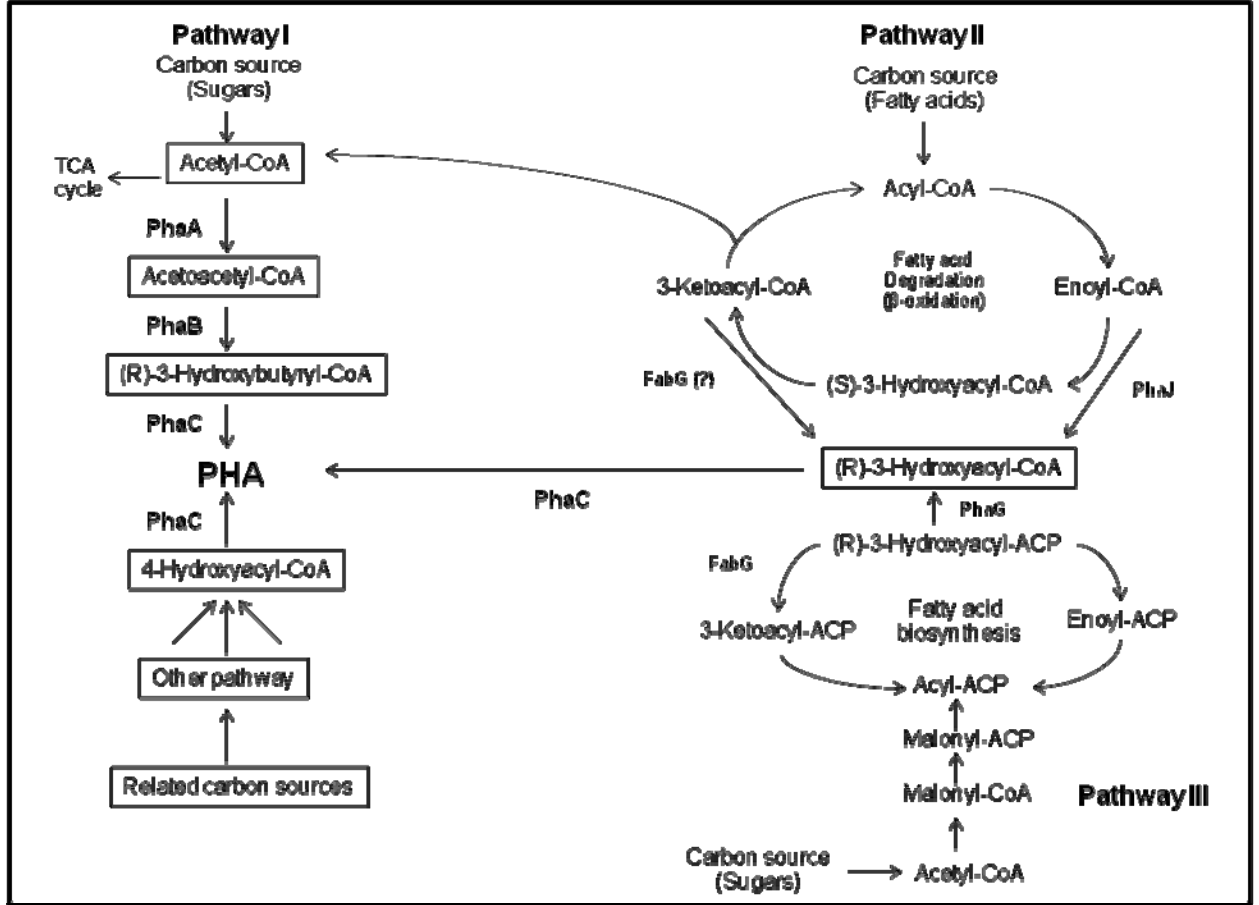 Pathway I
Carbon source
(Sugars)
Acetyl-CoA
TCA
cycle
PhaA
Acetoacetyl-CoA
PhaB
(R)-3-Hydroxybutyryl-CoA
PhaC
PHA
PhaC
4-Hydroxyacyl-CoA
Other pathway
Related carbon sources
Pathway II
Carbon source
(Fatty acids)
Acyl-CoA
Fatty acid
Degradation
(β-oxidation)
3-Ketoacyl-CoA
Enoyl-CoA
FabG (?)
(S)-3-Hydroxyacyl-CoA
PhaJ
(R)-3-Hydroxyacyl-CoA
PhaC
PhaG
(R)-3-Hydroxyacyl-ACP
FabG
3-Ketoacyl-ACP
Fatty acid
biosynthesis
Enoyl-ACP
Acyl-ACP
Malonyl-ACP
Malonyl-CoA
Pathway III
Carbon source
(Sugars)
Acetyl-CoA